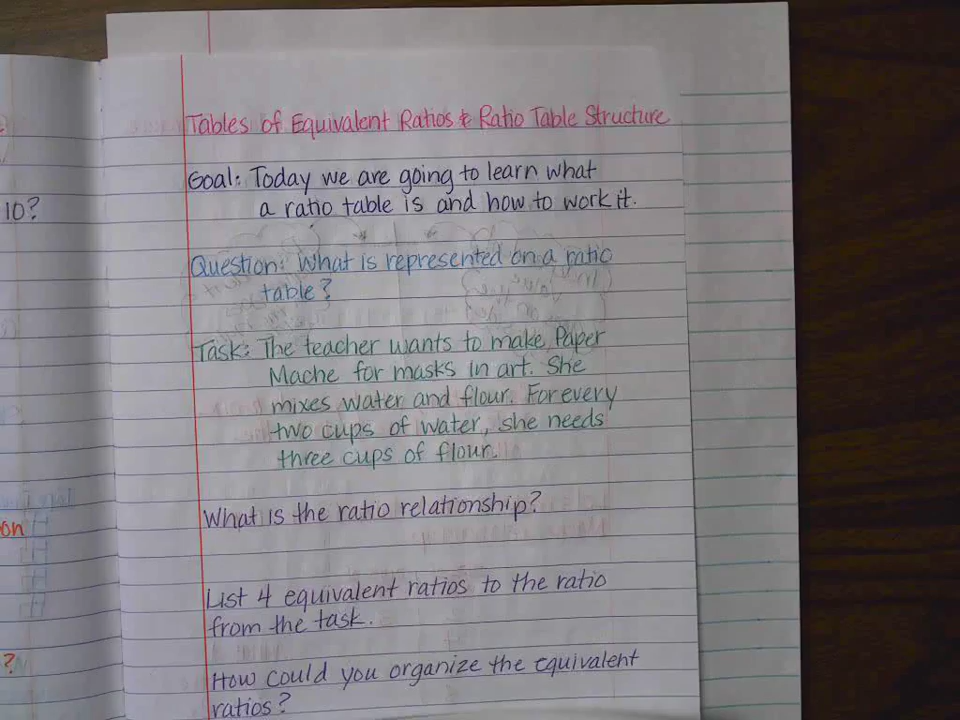 Tables of Equivalent Ratios & Ratio Table Structure
Goal: Today we are going to learn what
a ratio table is and how to work it.
10?
Question: What is represented on a ratio
table?
Task: The teacher wants to make Paper
Mache for masks in art. She
mixes water and flour. For every
two cups of water, she needs
three cups of flour.
What is the ratio relationship?
on
List 4 equivalent ratios to the ratio
from the task.
?
How could you organize the equivalent
ratios?